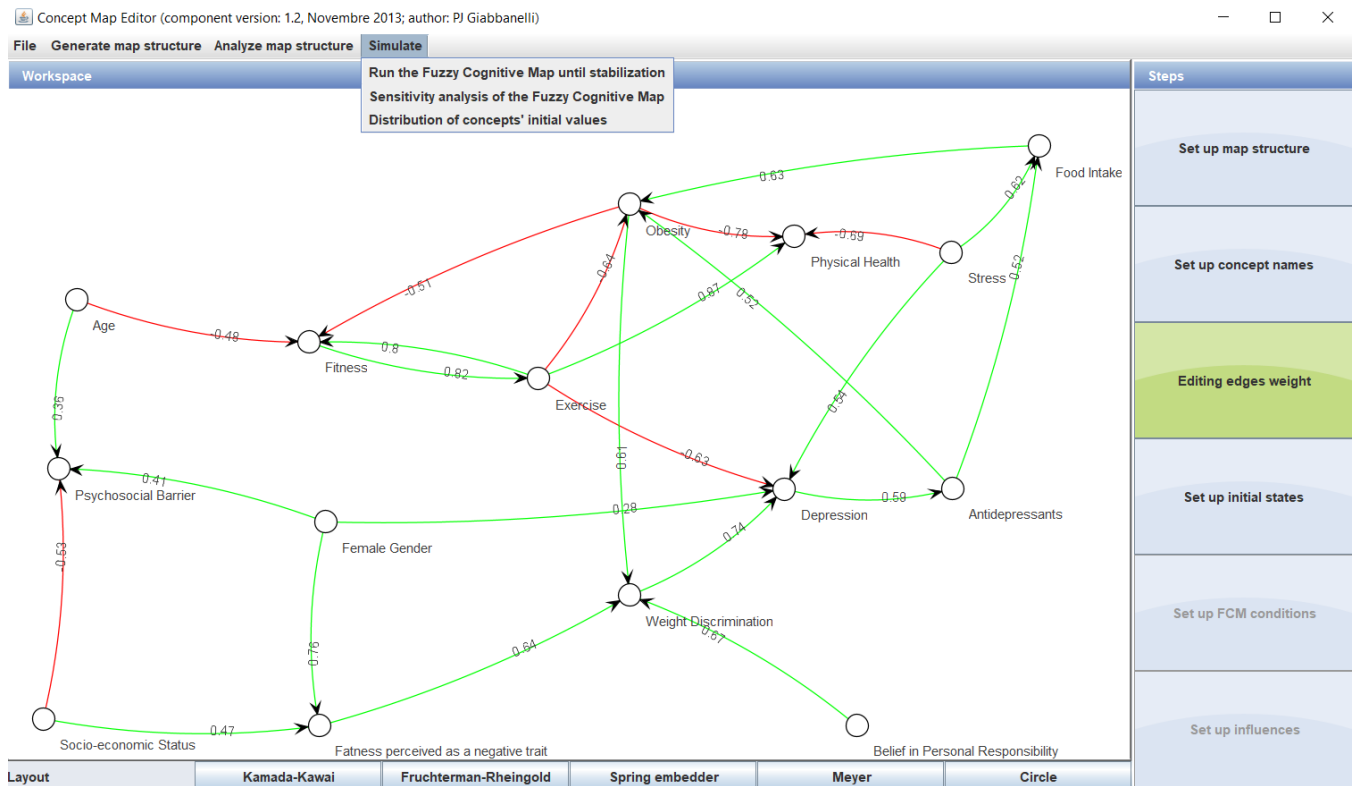 Concept Map Editor (component version: 1.2, Novembre 2013; author: PJ Giabbanelli)
File Generate map structure Analyze map structure Simulate
Run the Fuzzy Cognitive Map until stabilization
Sensitivity analysis of the Fuzzy Cognitive Map
Distribution of concepts' initial values
Workspace
Steps
Set up map structure
Set up concept names
Editing edges weight
Set up initial states
Set up FCM conditions
Set up influences
Food Intake
0.63
0.62
Obesity
-0.78
-0.59
Physical Health
Stress
0.52
-0.64
-0.51
0.87
0.52
Age
-0.48
0.8
Fitness
0.82
Exercise
0.36
0.54
0.61
-0.63
0.41
Psychosocial Barrier
0.59
0.28
Depression
Antidepressants
0.74
Female Gender
-0.53
Weight Discrimination
0.67
0.76
0.64
0.47
Socio-economic Status
Fatness perceived as a negative trait
Belief in Personal Responsibility
Layout Kamada-Kawai Fruchterman-Rheingold Spring embedder Meyer Circle